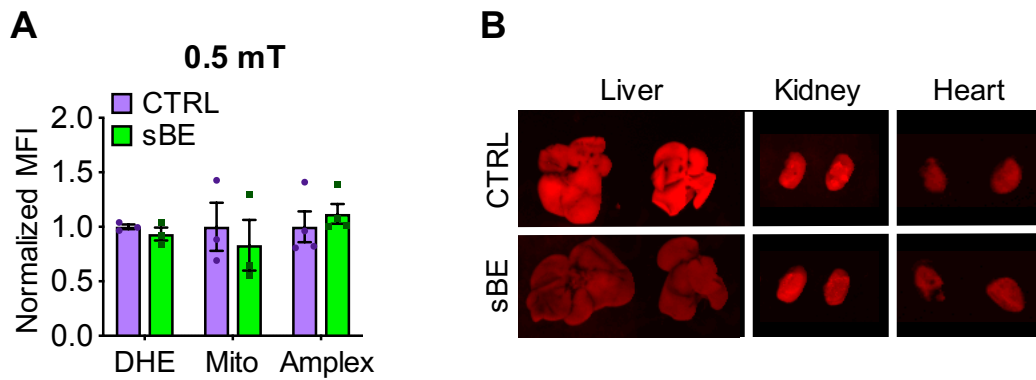 A
0.5 mT
CTRL
sBE
Normalized MFI
2.0
1.5
1.0
0.5
0.0
DHE Mito Amplex
B
Liver Kidney Heart
CTRL
sBE